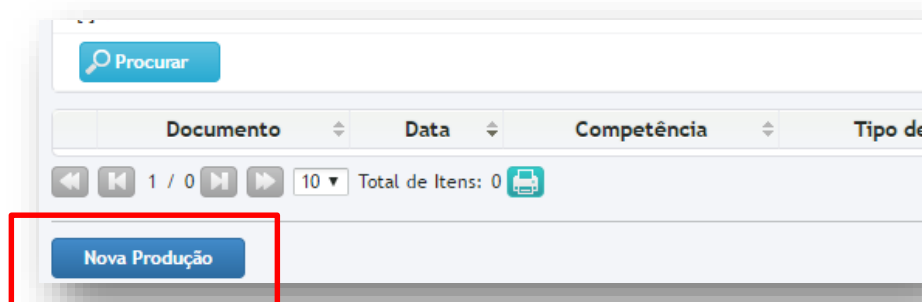 Procurar
Documento Data Competência Tipo de
1 / 0 10 Total de Itens: 0
Nova Produção